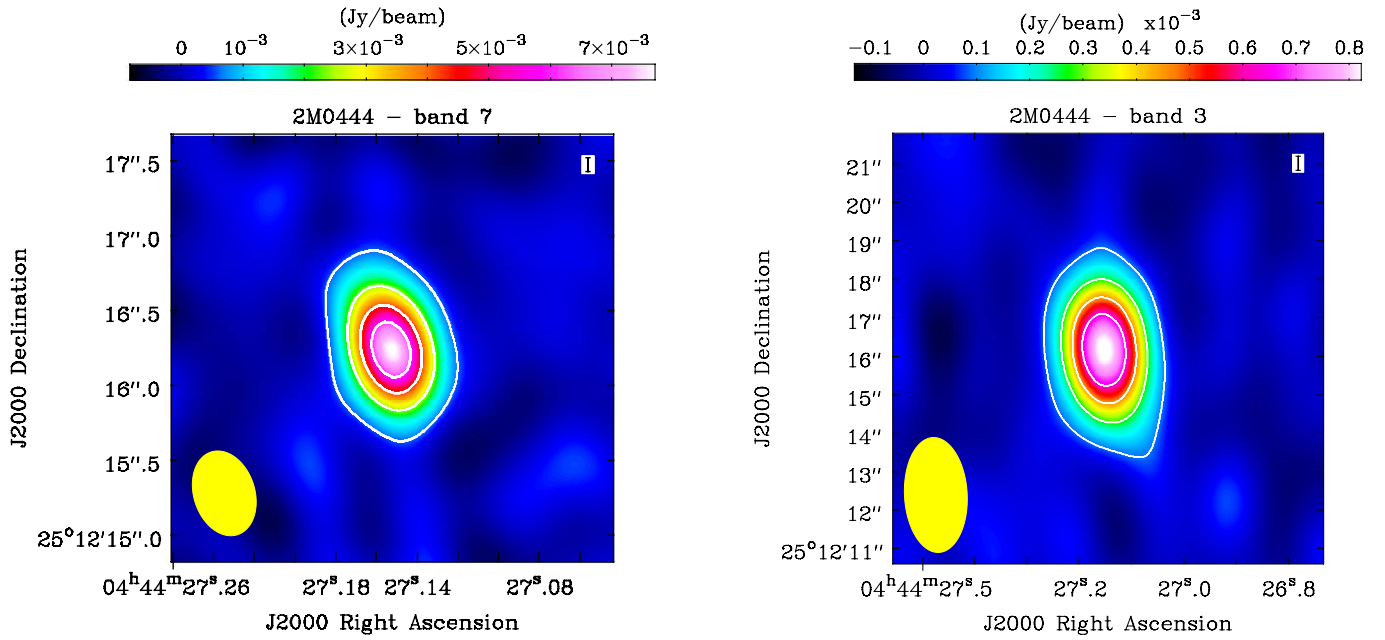 (Jy/beam)
0 10⁻³ 3×10⁻³ 5×10⁻³ 7×10⁻³
2M0444 − band 7
I
17".5
17".0
16".5
16".0
15".5
25°12'15".0
04ʰ44ᵐ27ˢ.26 27ˢ.18 27ˢ.14 27ˢ.08
J2000 Declination
J2000 Right Ascension
(Jy/beam) x10⁻³
−0.1 0 0.1 0.2 0.3 0.4 0.5 0.6 0.7 0.8
2M0444 − band 3
I
21"
20"
19"
18"
17"
16"
15"
14"
13"
12"
25°12'11"
04ʰ44ᵐ27ˢ.5 27ˢ.2 27ˢ.0 26ˢ.8
J2000 Declination
J2000 Right Ascension